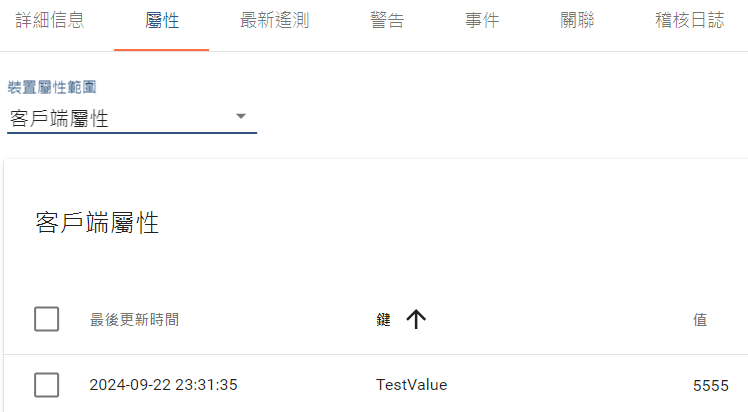 詳細信息 屬性 最新遙測 警告 事件 關聯 稽核日誌
裝置屬性範圍
客戶端屬性
客戶端屬性
最後更新時間 鍵 值
2024-09-22 23:31:35 TestValue 5555